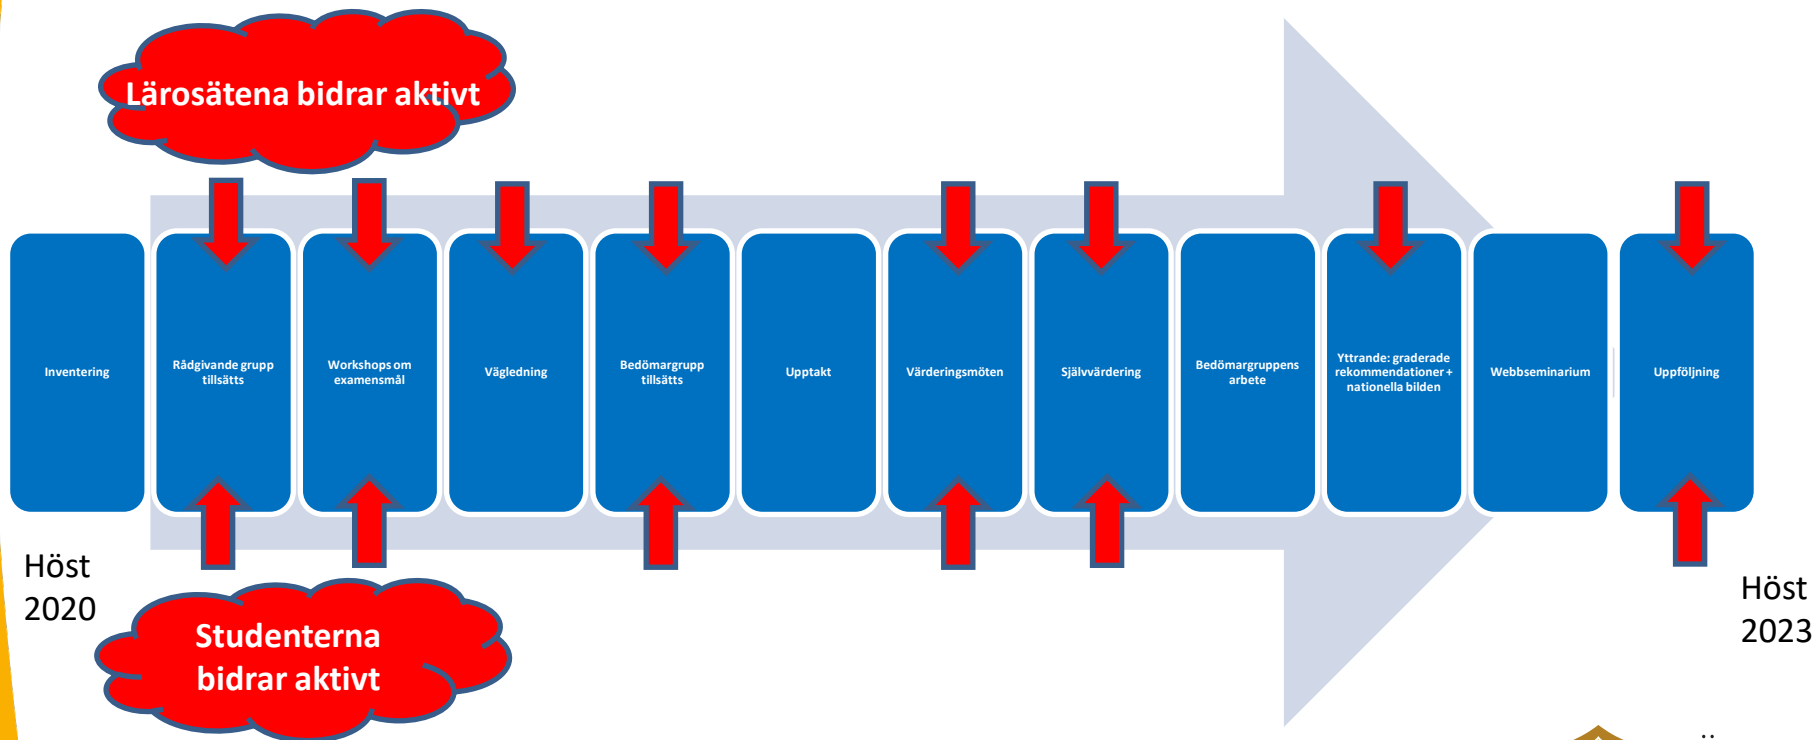 Lärosätena bidrar aktivt
Inventering
Rådgivande grupp
tillsätts
Workshops om
examensmål
Vägledning
Bedömargrupp
tillsätts
Upptakt
Värderingsmöten
Självvärdering
Bedömargruppens
arbete
Yttrande: graderade
rekommendationer +
nationella bilden
Webbseminarium
Uppföljning
Höst
2020
Höst
2023
Studenterna
bidrar aktivt